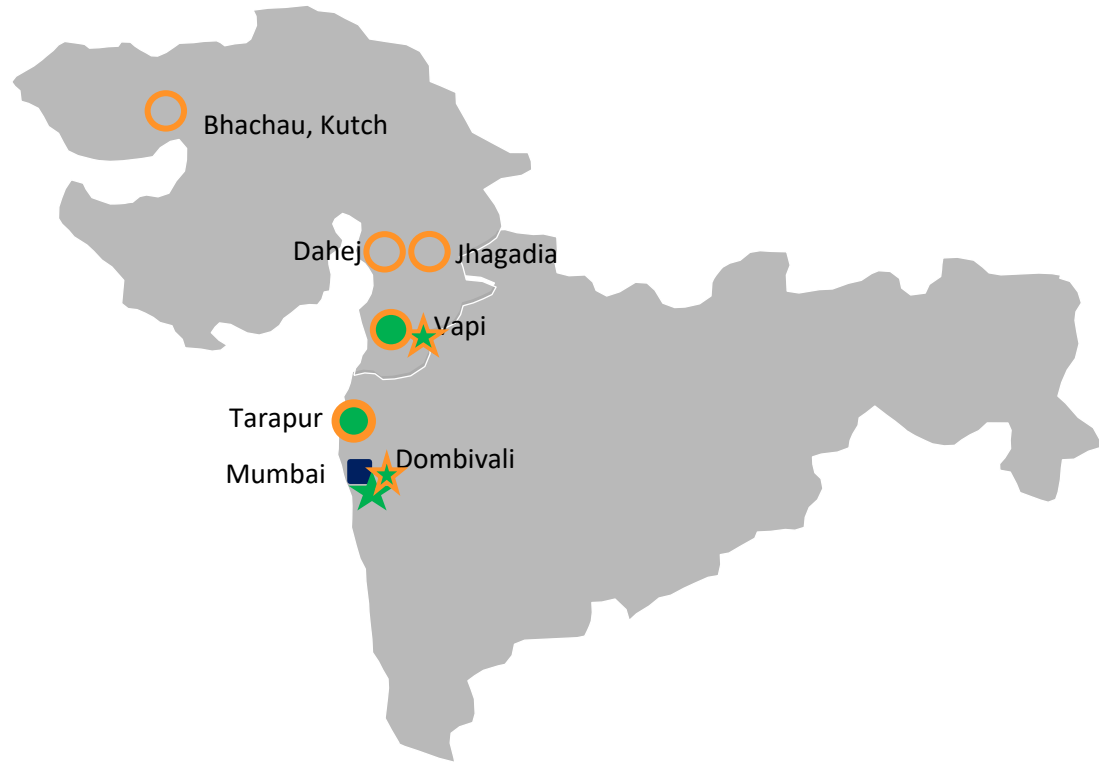 Bhachau, Kutch
Dahej
Jhagadia
Vapi
Tarapur
Dombivali
Mumbai